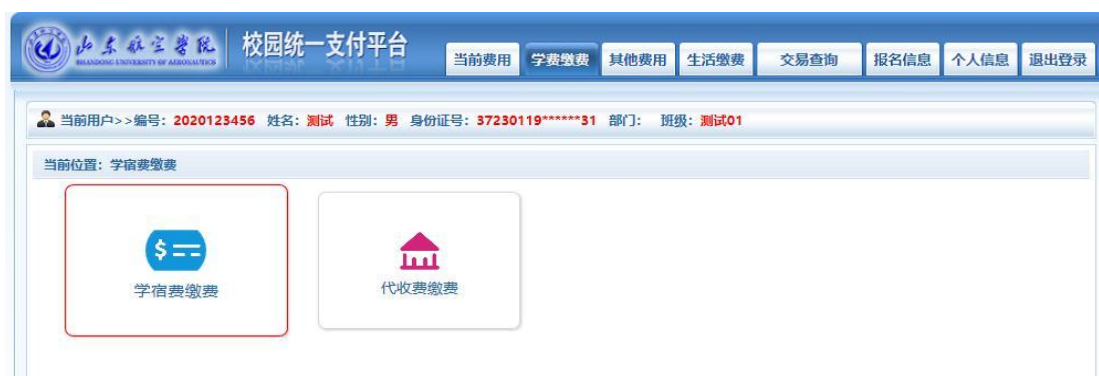 山东航空学院 校园统一支付平台
SHANDONG UNIVERSITY OF AERONAUTICS
当前费用 学费缴费 其他费用 生活缴费 交易查询 报名信息 个人信息 退出登录
当前用户>>编号: 2020123456 姓名: 测试 性别: 男 身份证号: 37230119******31 部门: 班级: 测试01
当前位置: 学宿费缴费
学宿费缴费 代收费缴费